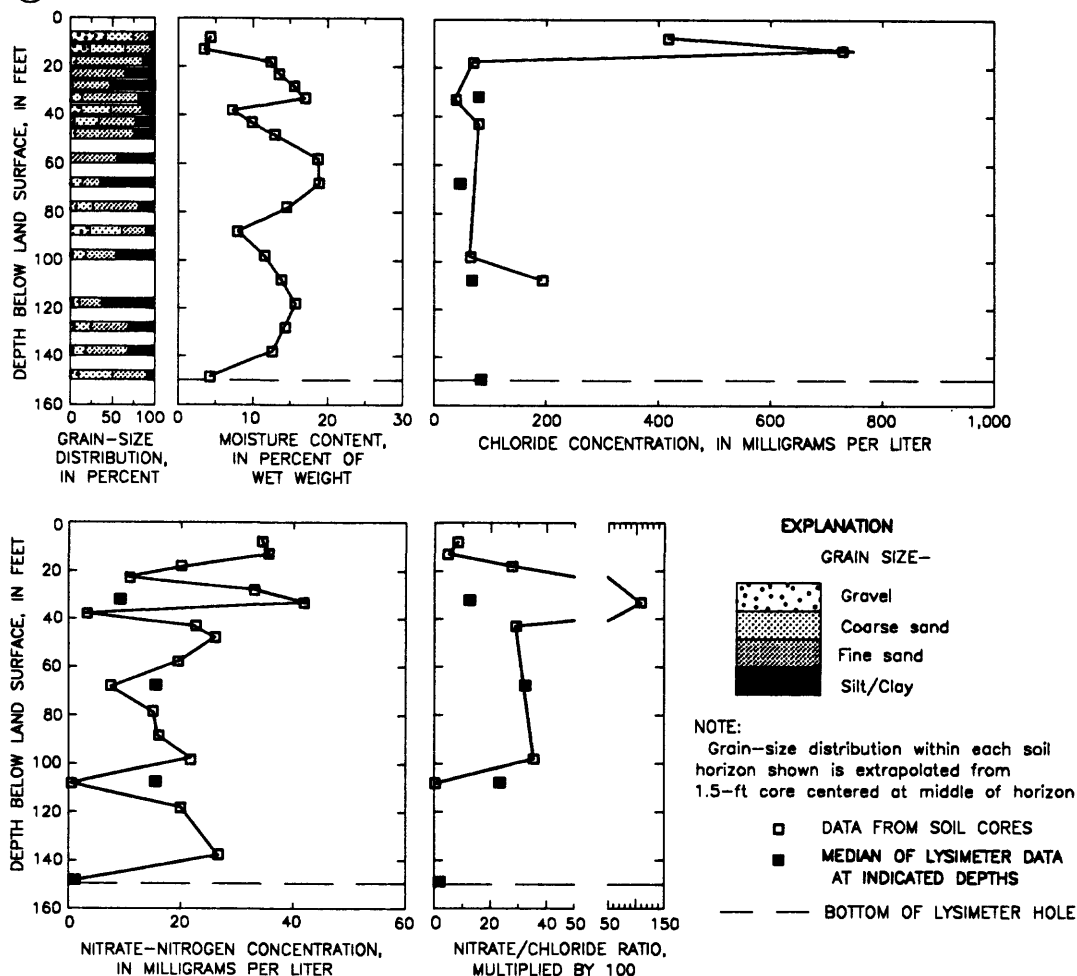 0
20
40
60
80
100
120
140
160
DEPTH BELOW LAND SURFACE, IN FEET
0 25 50 75 100
GRAIN-SIZE
DISTRIBUTION,
IN PERCENT
0 10 20 30
MOISTURE CONTENT,
IN PERCENT OF
WET WEIGHT
0 200 400 600 800 1,000
CHLORIDE CONCENTRATION, IN MILLIGRAMS PER LITER
0
20
40
60
80
100
120
140
160
DEPTH BELOW LAND SURFACE, IN FEET
0 20 40 60
NITRATE-NITROGEN CONCENTRATION,
IN MILLIGRAMS PER LITER
0 10 20 30 40 50 50 100 150
NITRATE/CHLORIDE RATIO,
MULTIPLIED BY 100
EXPLANATION
GRAIN SIZE-
Gravel
Coarse sand
Fine sand
Silt/Clay
NOTE:
Grain-size distribution within each soil
horizon shown is extrapolated from
1.5-ft core centered at middle of horizon
DATA FROM SOIL CORES
MEDIAN OF LYSIMETER DATA
AT INDICATED DEPTHS
BOTTOM OF LYSIMETER HOLE